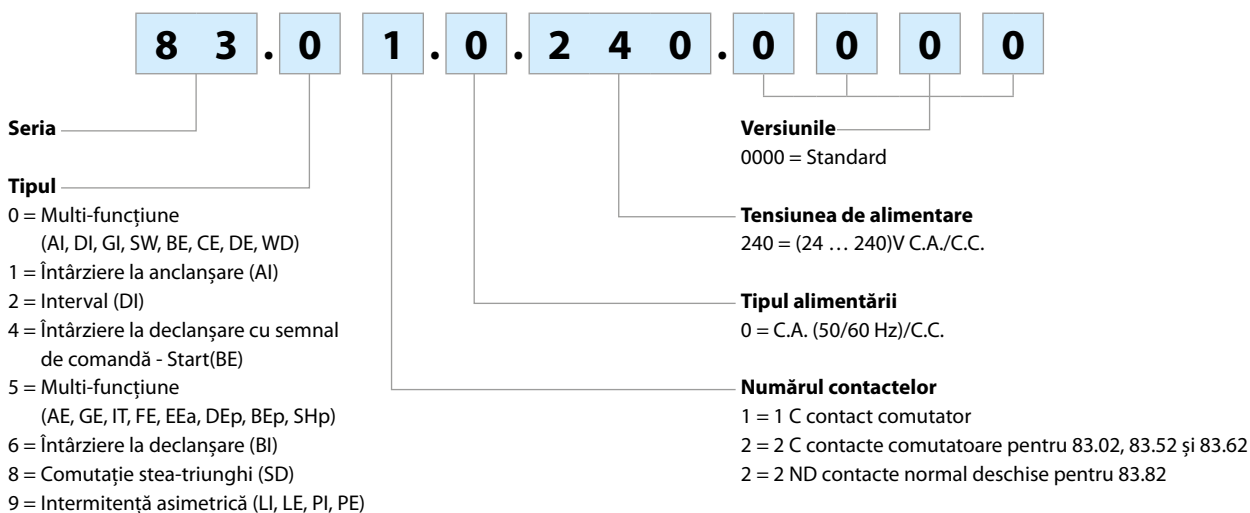 8 3 . 0 1 . 0 . 2 4 0 . 0 0 0 0
Seria
Tipul
0 = Multi-funcțiune
(AI, DI, GI, SW, BE, CE, DE, WD)
1 = Întârziere la anclanșare (AI)
2 = Interval (DI)
4 = Întârziere la declanșare cu semnal
de comandă - Start(BE)
5 = Multi-funcțiune
(AE, GE, IT, FE, EEa, DEp, BEp, SHp)
6 = Întârziere la declanșare (BI)
8 = Comutație stea-triunghi (SD)
9 = Intermitență asimetrică (LI, LE, PI, PE)
Versiunile
0000 = Standard
Tensiunea de alimentare
240 = (24 … 240)V C.A./C.C.
Tipul alimentării
0 = C.A. (50/60 Hz)/C.C.
Numărul contactelor
1 = 1 C contact comutator
2 = 2 C contacte comutatoare pentru 83.02, 83.52 și 83.62
2 = 2 ND contacte normal deschise pentru 83.82